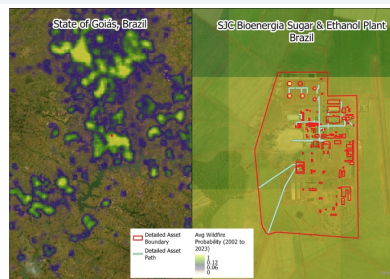 State of Goiás, Brazil
SJC Bioenergia Sugar & Ethanol Plant
Brazil
Detailed Asset
Boundary
Detailed Asset
Path
Avg Wildfire
Probability (2002 to
2023)
1
0.12
0.06
0